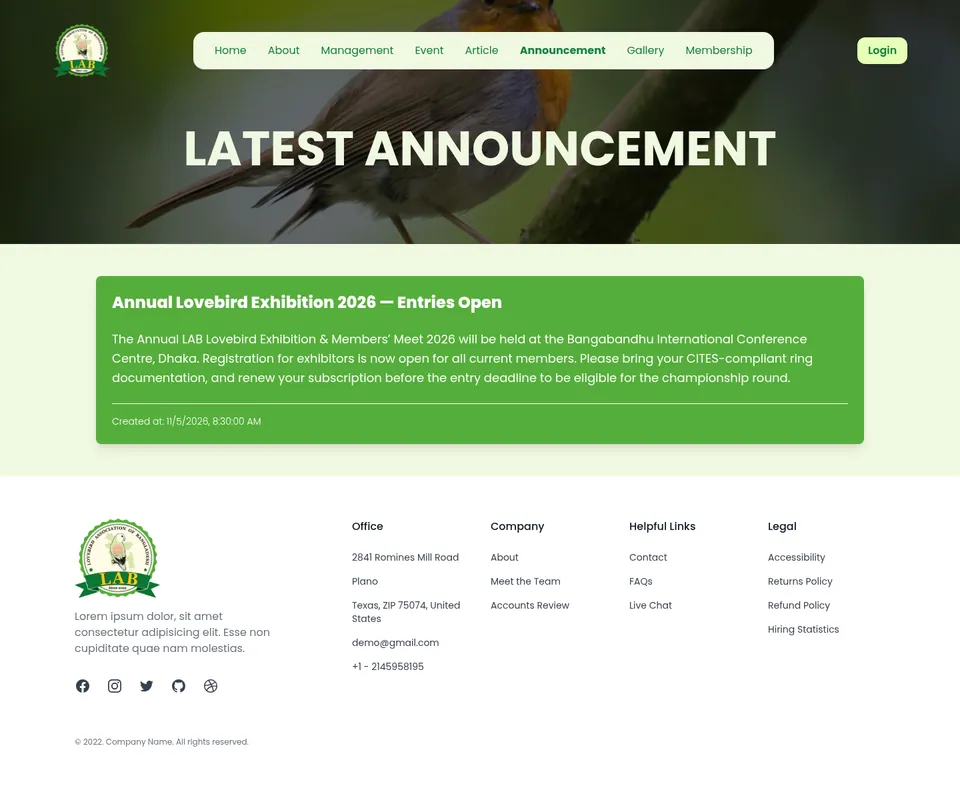 LAB
Home
About
Management
Event
Article
Announcement
Gallery
Membership
Login
LATEST ANNOUNCEMENT
Annual Lovebird Exhibition 2026 — Entries Open
The Annual LAB Lovebird Exhibition & Members’ Meet 2026 will be held at the Bangabandhu International Conference
Centre, Dhaka. Registration for exhibitors is now open for all current members. Please bring your CITES-compliant ring
documentation, and renew your subscription before the entry deadline to be eligible for the championship round.
Created at: 11/5/2026, 8:30:00 AM
LOVEBIRD ASSOCIATION OF BANGLADESH
LAB
Lorem ipsum dolor, sit amet
consectetur adipisicing elit. Esse non
cupiditate quae nam molestias.
Office
2841 Romines Mill Road
Plano
Texas, ZIP 75074, United
States
demo@gmail.com
+1 - 2145958195
Company
About
Meet the Team
Accounts Review
Helpful Links
Contact
FAQs
Live Chat
Legal
Accessibility
Returns Policy
Refund Policy
Hiring Statistics
© 2022. Company Name. All rights reserved.